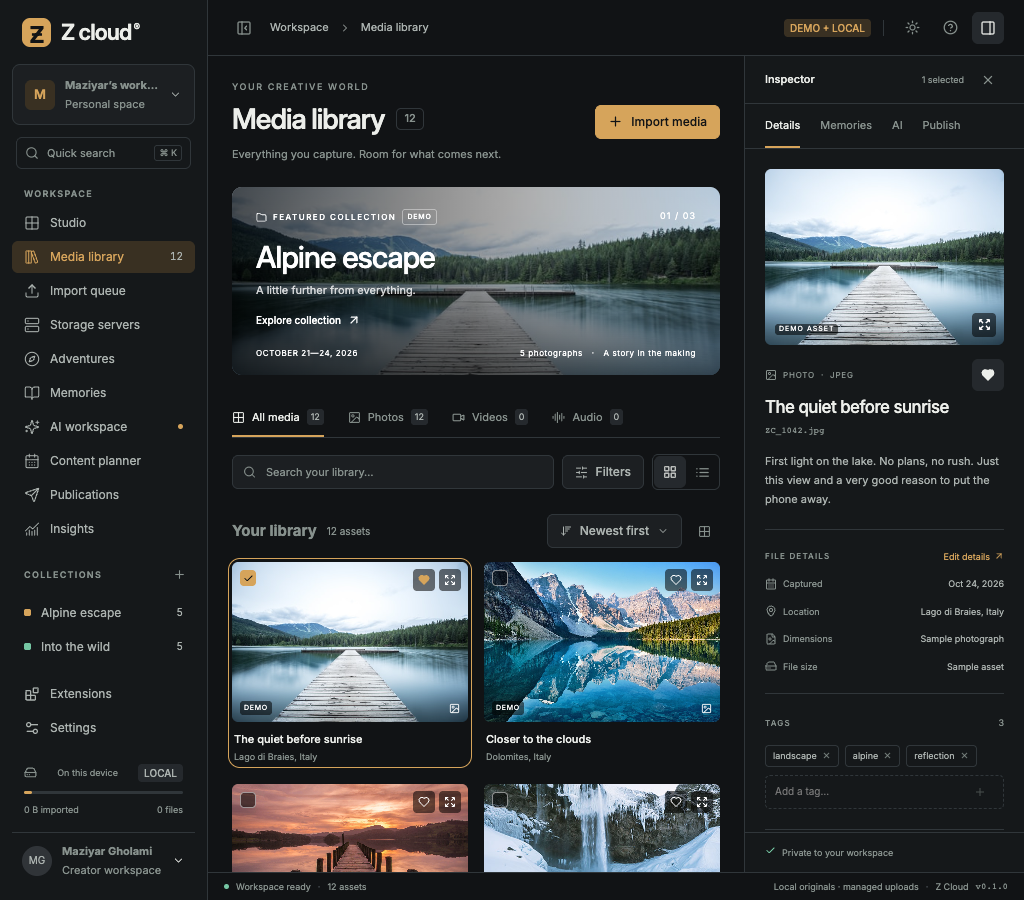 Z cloud®
M
Maziyar's work...
Personal space
Quick search
⌘ K
WORKSPACE
Studio
Media library 12
Import queue
Storage servers
Adventures
Memories
AI workspace
Content planner
Publications
Insights
COLLECTIONS
Alpine escape 5
Into the wild 5
Extensions
Settings
On this device LOCAL
0 B imported 0 files
MG
Maziyar Gholami
Creator workspace
Workspace > Media library
DEMO + LOCAL
YOUR CREATIVE WORLD
Media library 12
Everything you capture. Room for what comes next.
+ Import media
FEATURED COLLECTION DEMO
01 / 03
Alpine escape
A little further from everything.
Explore collection
OCTOBER 21—24, 2026
5 photographs · A story in the making
All media 12 Photos 12 Videos 0 Audio 0
Search your library...
Filters
Your library 12 assets
Newest first
DEMO
The quiet before sunrise
Lago di Braies, Italy
DEMO
Closer to the clouds
Dolomites, Italy
Inspector
1 selected
Details Memories AI Publish
DEMO ASSET
PHOTO · JPEG
The quiet before sunrise
ZC_1042.jpg
First light on the lake. No plans, no rush. Just
this view and a very good reason to put the
phone away.
FILE DETAILS
Edit details
Captured Oct 24, 2026
Location Lago di Braies, Italy
Dimensions Sample photograph
File size Sample asset
TAGS 3
landscape × alpine × reflection ×
Add a tag... +
Private to your workspace
Workspace ready · 12 assets
Local originals · managed uploads · Z Cloud v0.1.0